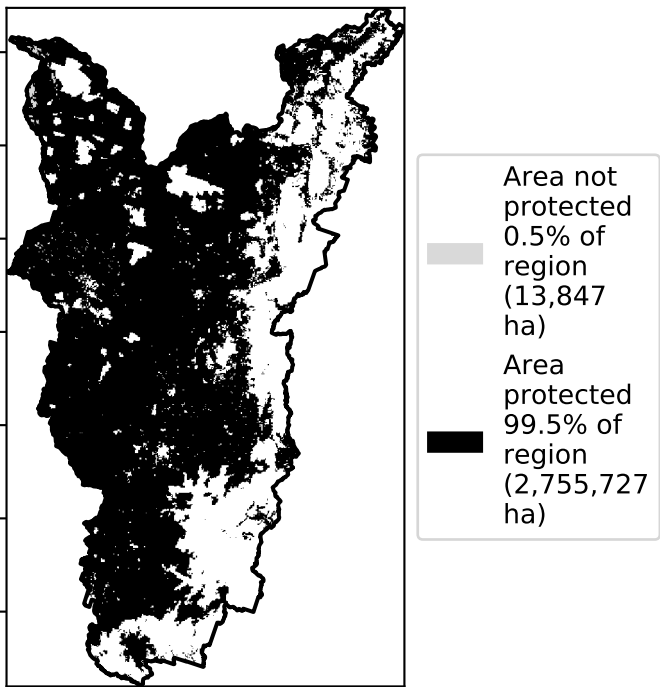 Area not
protected
0.5% of
region
(13,847
ha)
Area
protected
99.5% of
region
(2,755,727
ha)